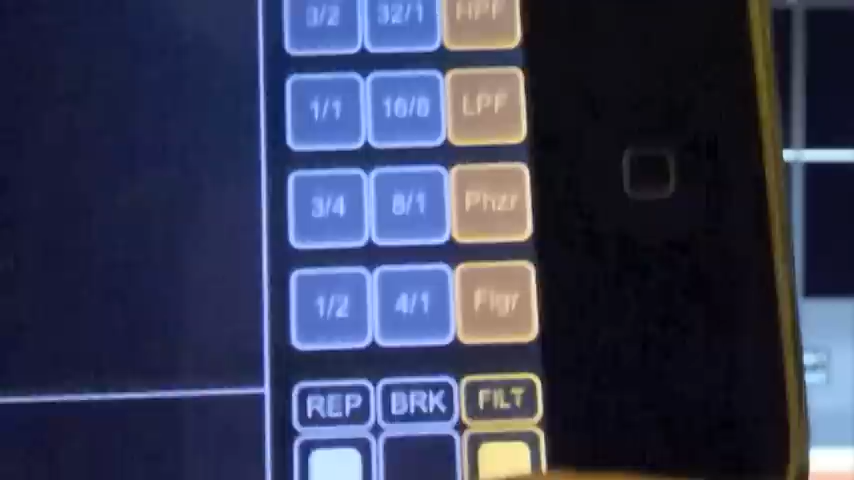 3/2 32/1 HPF
1/1 16/8 LPF
3/4 8/1 Phzr
1/2 4/1 Flgr
REP BRK FILT